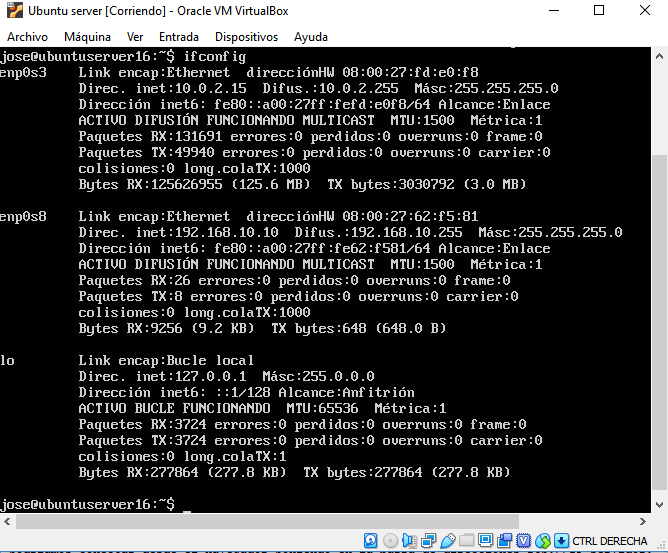 Ubuntu server [Corriendo] - Oracle VM VirtualBox
Archivo Máquina Ver Entrada Dispositivos Ayuda
jose@ubuntuserver16:~$ ifconfig
enp0s3 Link encap:Ethernet direcciónHW 08:00:27:fd:e0:f8
Direc. inet:10.0.2.15 Difus.:10.0.2.255 Másc:255.255.255.0
Dirección inet6: fe80::a00:27ff:fefd:e0f8/64 Alcance:Enlace
ACTIVO DIFUSIÓN FUNCIONANDO MULTICAST MTU:1500 Métrica:1
Paquetes RX:131691 errores:0 perdidos:0 overruns:0 frame:0
Paquetes TX:49940 errores:0 perdidos:0 overruns:0 carrier:0
colisiones:0 long.colaTX:1000
Bytes RX:125626955 (125.6 MB) TX bytes:3030792 (3.0 MB)
enp0s8 Link encap:Ethernet direcciónHW 08:00:27:62:f5:81
Direc. inet:192.168.10.10 Difus.:192.168.10.255 Másc:255.255.255.0
Dirección inet6: fe80::a00:27ff:fe62:f581/64 Alcance:Enlace
ACTIVO DIFUSIÓN FUNCIONANDO MULTICAST MTU:1500 Métrica:1
Paquetes RX:26 errores:0 perdidos:0 overruns:0 frame:0
Paquetes TX:8 errores:0 perdidos:0 overruns:0 carrier:0
colisiones:0 long.colaTX:1000
Bytes RX:9256 (9.2 KB) TX bytes:648 (648.0 B)
lo Link encap:Bucle local
Direc. inet:127.0.0.1 Másc:255.0.0.0
Dirección inet6: ::1/128 Alcance:Anfitrión
ACTIVO BUCLE FUNCIONANDO MTU:65536 Métrica:1
Paquetes RX:3724 errores:0 perdidos:0 overruns:0 frame:0
Paquetes TX:3724 errores:0 perdidos:0 overruns:0 carrier:0
colisiones:0 long.colaTX:1
Bytes RX:277864 (277.8 KB) TX bytes:277864 (277.8 KB)
jose@ubuntuserver16:~$ _
CTRL DERECHA